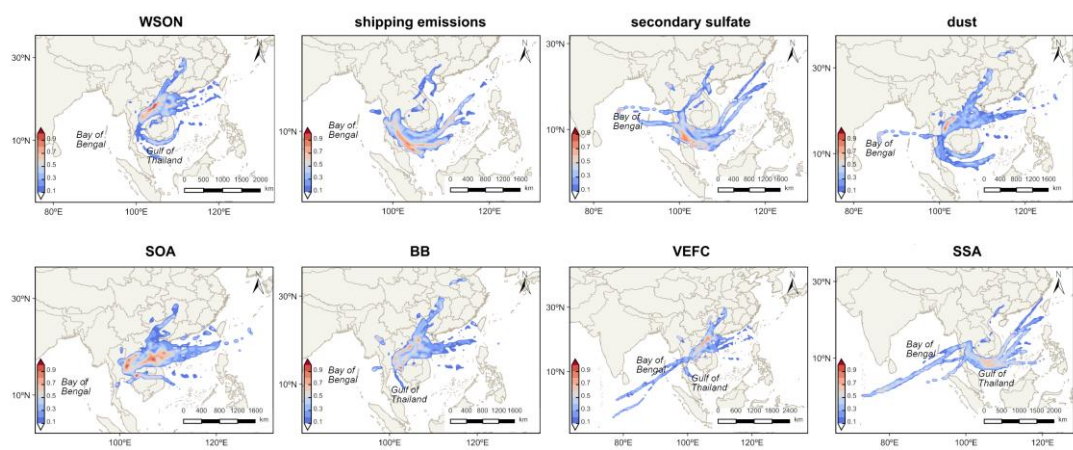 WSON
N
30°N
Bay of
Bengal
10°N
Gulf of
Thailand
0.9
0.7
0.5
0.3
0.1
0 500 1000 1500 2000
km
80°E 100°E 120°E
shipping emissions
N
Bay of
Bengal
10°N
0.9
0.7
0.5
0.3
0.1
0 400 800 1200 1600
km
100°E 120°E
secondary sulfate
N
30°N
Bay of
Bengal
10°N
0.9
0.7
0.5
0.3
0.1
0 400 800 1200 1600
km
80°E 100°E 120°E
dust
N
30°N
Bay of
Bengal
10°N
0.9
0.7
0.5
0.3
0.1
0 400 800 1200 1600
km
80°E 100°E 120°E
SOA
N
30°N
Bay of
Bengal
10°N
0.9
0.7
0.5
0.3
0.1
0 400 800 1200 1600
km
100°E 120°E
BB
N
30°N
Bay of
Bengal
10°N
Gulf of
Thailand
0.9
0.7
0.5
0.3
0.1
0 400 800 1200 1600
km
100°E 120°E
VEFC
N
30°N
Bay of
Bengal
10°N
Gulf of
Thailand
0.9
0.7
0.5
0.3
0.1
0 600 1200 1800 2400
km
80°E 100°E 120°E
SSA
N
30°N
Bay of
Bengal
10°N
Gulf of
Thailand
0.9
0.7
0.5
0.3
0.1
0 500 1000 1500 2000
km
80°E 100°E 120°E